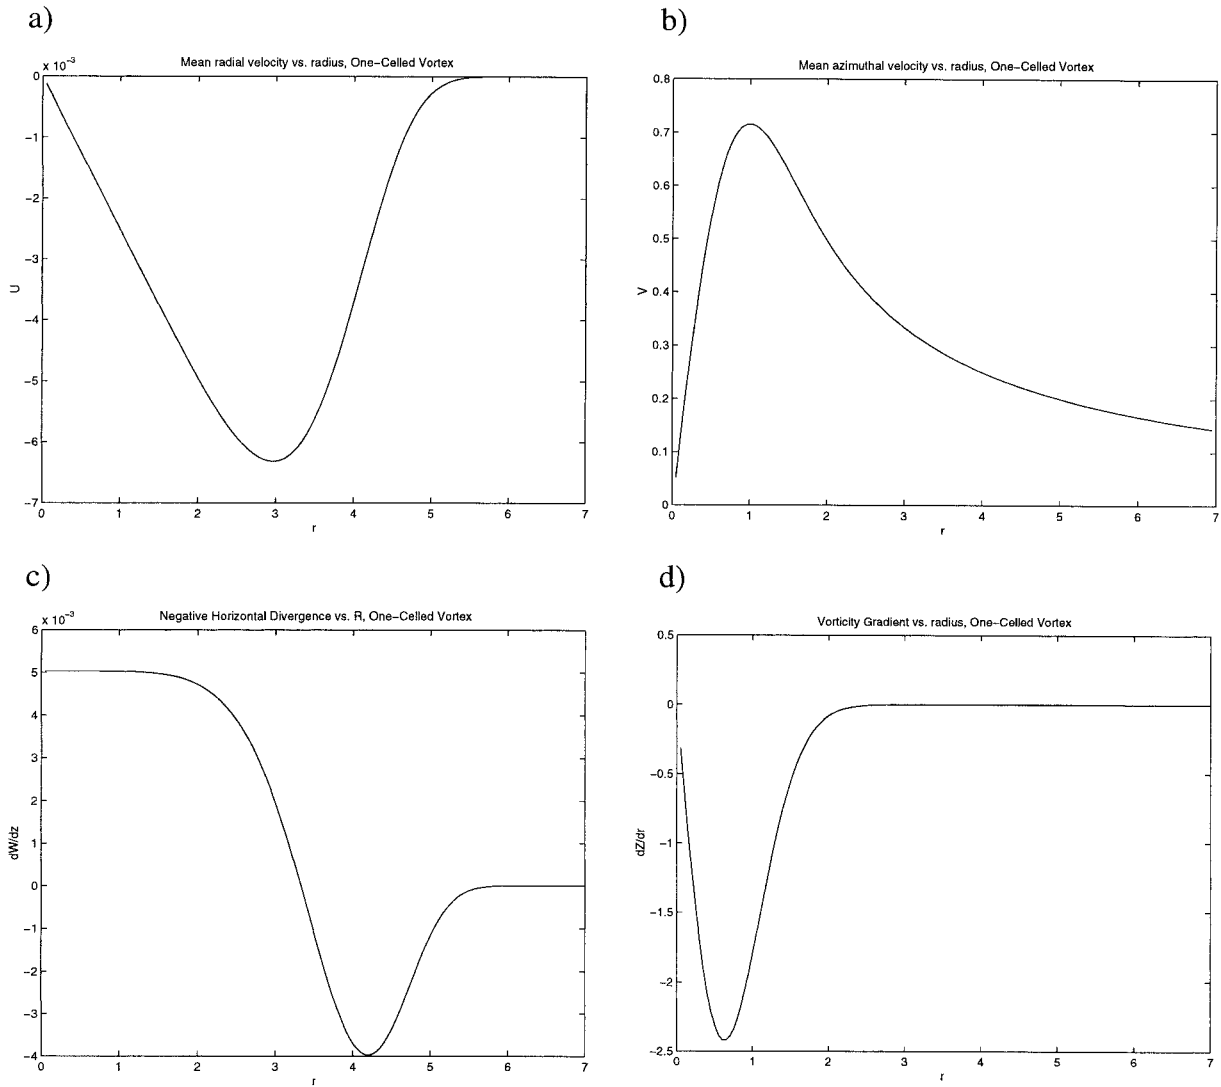 a)
Mean radial velocity vs. radius, One−Celled Vortex
x 10⁻³
0
−1
−2
−3
−4
−5
−6
−7
U
0 1 2 3 4 5 6 7
r
b)
Mean azimuthal velocity vs. radius, One−Celled Vortex
0.8
0.7
0.6
0.5
0.4
0.3
0.2
0.1
0
V
0 1 2 3 4 5 6 7
r
c)
Negative Horizontal Divergence vs. R, One−Celled Vortex
x 10⁻³
6
5
4
3
2
1
0
−1
−2
−3
−4
dW/dz
0 1 2 3 4 5 6 7
r
d)
Vorticity Gradient vs. radius, One−Celled Vortex
0.5
0
−0.5
−1
−1.5
−2
−2.5
dZ/dr
0 1 2 3 4 5 6 7
r